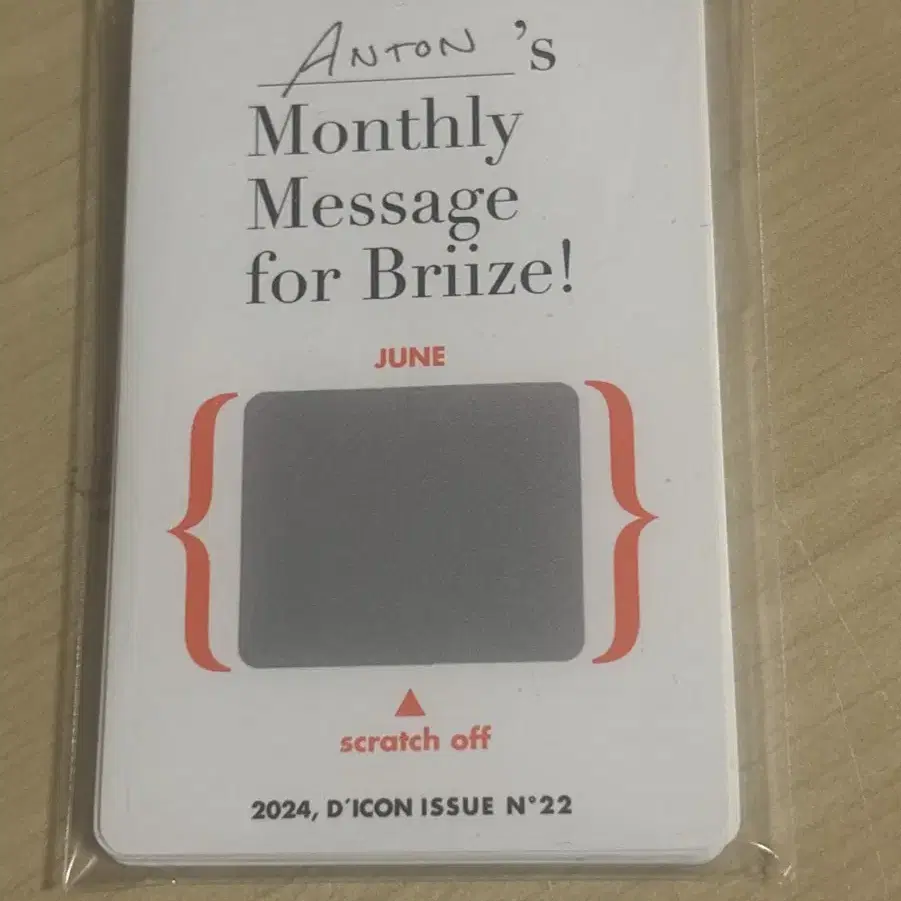 ANTON's
Monthly
Message
for Briize!
JUNE
scratch off
2024, D'ICON ISSUE N°22